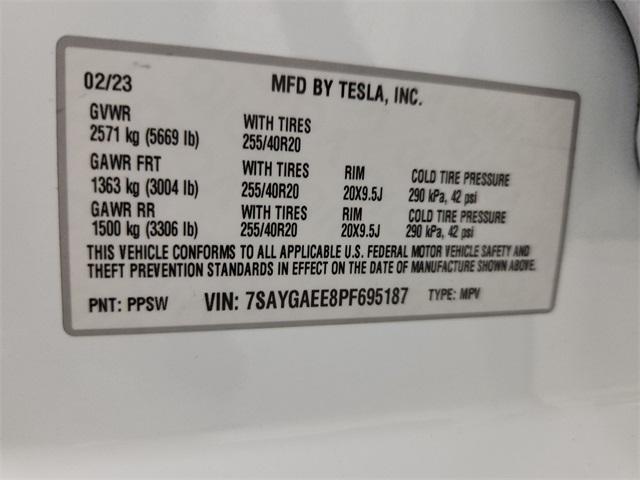 02/23 MFD BY TESLA, INC.
GVWR
2571 kg (5669 lb) WITH TIRES 255/40R20
GAWR FRT WITH TIRES RIM COLD TIRE PRESSURE
1363 kg (3004 lb) 255/40R20 20X9.5J 290 kPa, 42 psi
GAWR RR WITH TIRES RIM COLD TIRE PRESSURE
1500 kg (3306 lb) 255/40R20 20X9.5J 290 kPa, 42 psi
THIS VEHICLE CONFORMS TO ALL APPLICABLE U.S. FEDERAL MOTOR VEHICLE SAFETY AND
THEFT PREVENTION STANDARDS IN EFFECT ON THE DATE OF MANUFACTURE SHOWN ABOVE.
PNT: PPSW VIN: 7SAYGAEE8PF695187 TYPE: MPV